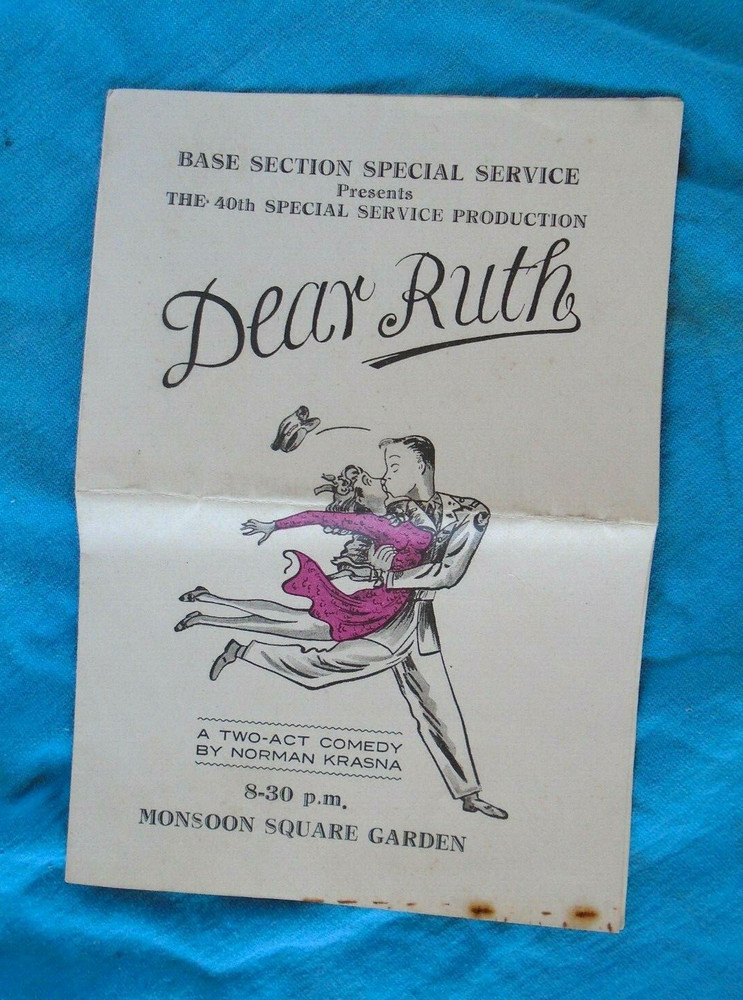 BASE SECTION SPECIAL SERVICE
Presents
THE 40th SPECIAL SERVICE PRODUCTION
Dear Ruth
A TWO-ACT COMEDY
BY NORMAN KRASNA
8-30 p.m.
MONSOON SQUARE GARDEN